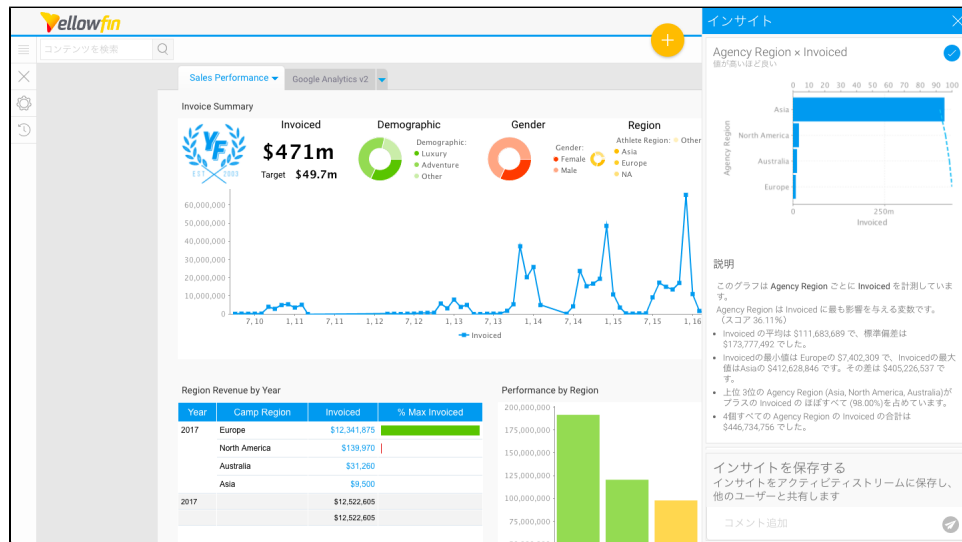 Yellowfin
コンテンツを検索
Sales Performance
Google Analytics v2
Invoice Summary
YF
EST 2003
Invoiced
$471m
Target $49.7m
Demographic
Demographic:
Luxury
Adventure
Other
Gender
Gender:
Female
Male
Region
Athlete Region:
Other
Asia
Europe
NA
60,000,000
50,000,000
40,000,000
30,000,000
20,000,000
10,000,000
0
7, 10
1, 11
7, 11
1, 12
7, 12
1, 13
7, 13
1, 14
7, 14
1, 15
7, 15
1, 16
Invoiced
Region Revenue by Year
Year Camp Region Invoiced % Max Invoiced
2017 Europe $12,341,875
North America $139,970
Australia $31,260
Asia $9,500
2017 $12,522,605
$12,522,605
Performance by Region
200,000,000
175,000,000
150,000,000
125,000,000
100,000,000
75,000,000
インサイト
Agency Region × Invoiced
値が高いほど良い
0 10 20 30 40 50 60 70 80 90 100
Agency Region
Asia
North America
Australia
Europe
0
250m
Invoiced
説明
このグラフは Agency Region ごとに Invoiced を計測していま
す。
Agency Region は Invoiced に最も影響を与える変数です。
（スコア 36.11%）
Invoiced の平均は $111,683,689 で、標準偏差は
$173,777,492 でした。
Invoicedの最小値は Europeの $7,402,309 で、Invoicedの最大
値はAsiaの $412,628,846 です。その差は $405,226,537 で
す。
上位 3位の Agency Region (Asia, North America, Australia)が
プラスの Invoiced の ほぼすべて (98.00%)を占めています。
4個すべての Agency Region の Invoiced の合計は
$446,734,756 でした。
インサイトを保存する
インサイトをアクティビティストリームに保存し、
他のユーザーと共有します
コメント追加